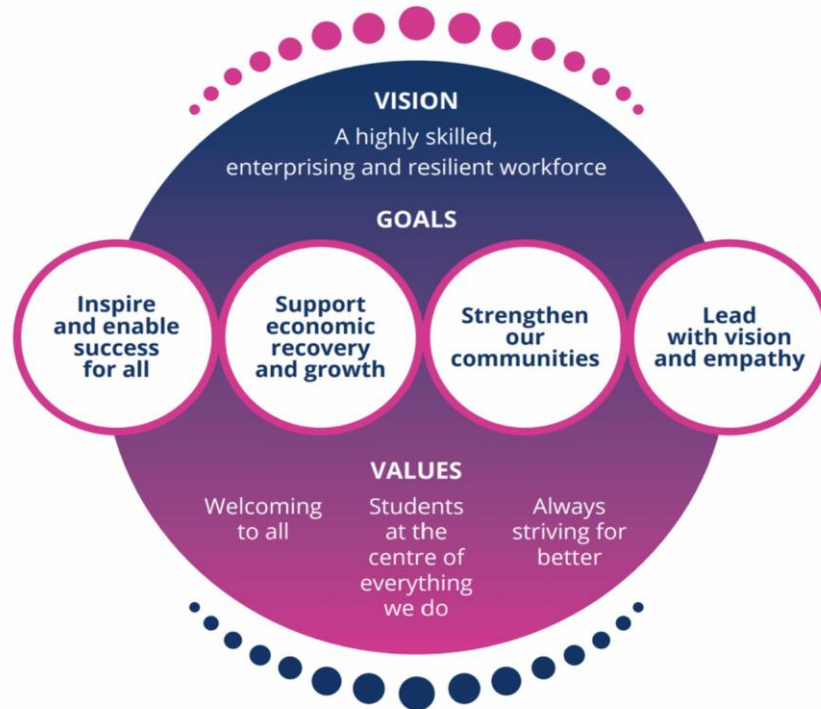 VISION
A highly skilled,
enterprising and resilient workforce
GOALS
Inspire
and enable
success
for all
Support
economic
recovery
and growth
Strengthen
our
communities
Lead
with vision
and empathy
VALUES
Welcoming
to all
Students
at the
centre of
everything
we do
Always
striving for
better